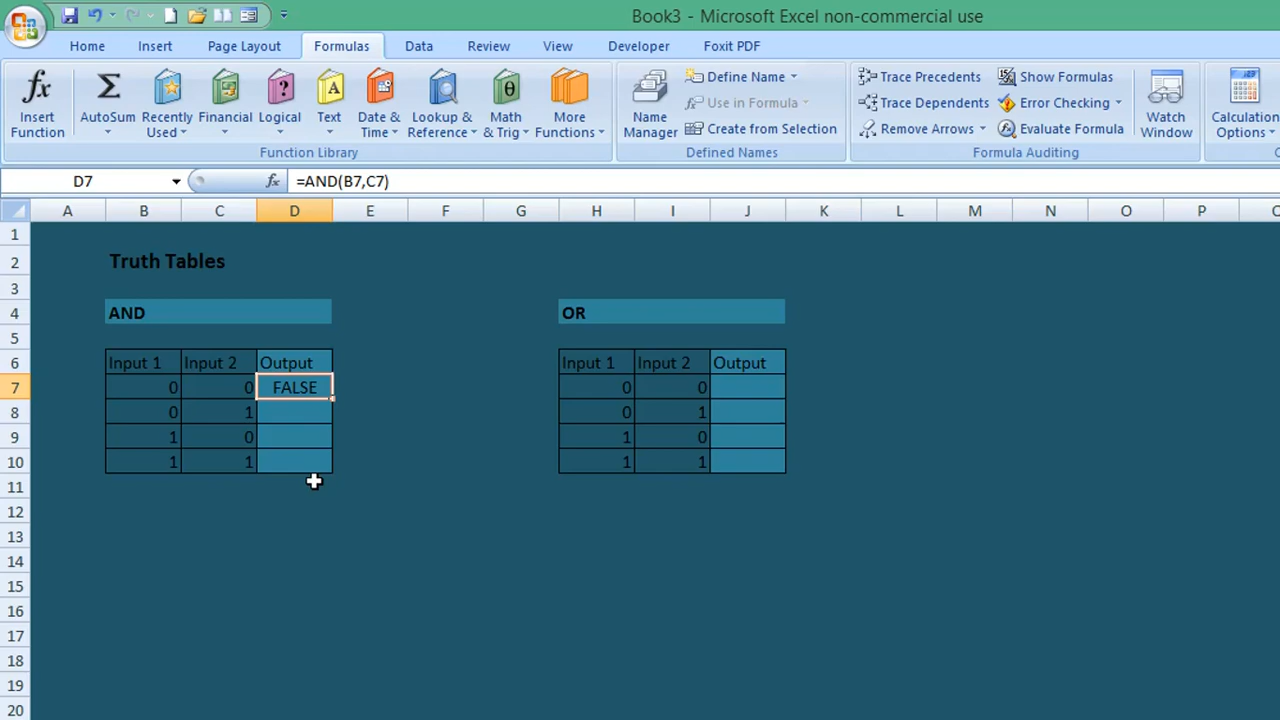 Book3 - Microsoft Excel non-commercial use
Home Insert Page Layout Formulas Data Review View Developer Foxit PDF
fx Σ ? A θ
Insert Function
AutoSum
Recently Used
Financial
Logical
Text
Date & Time
Lookup & Reference
Math & Trig
More Functions
Function Library
Name Manager
Define Name
Use in Formula
Create from Selection
Defined Names
Trace Precedents
Trace Dependents
Remove Arrows
Show Formulas
Error Checking
Evaluate Formula
Formula Auditing
Watch Window
Calculation Options
D7 fx =AND(B7,C7)
A B C D E F G H I J K L M N O P
1
2 Truth Tables
3
4 AND OR
5
6 Input 1 Input 2 Output Input 1 Input 2 Output
7 0 0 FALSE 0 0
8 0 1 0 1
9 1 0 1 0
10 1 1 1 1
11
12
13
14
15
16
17
18
19
20